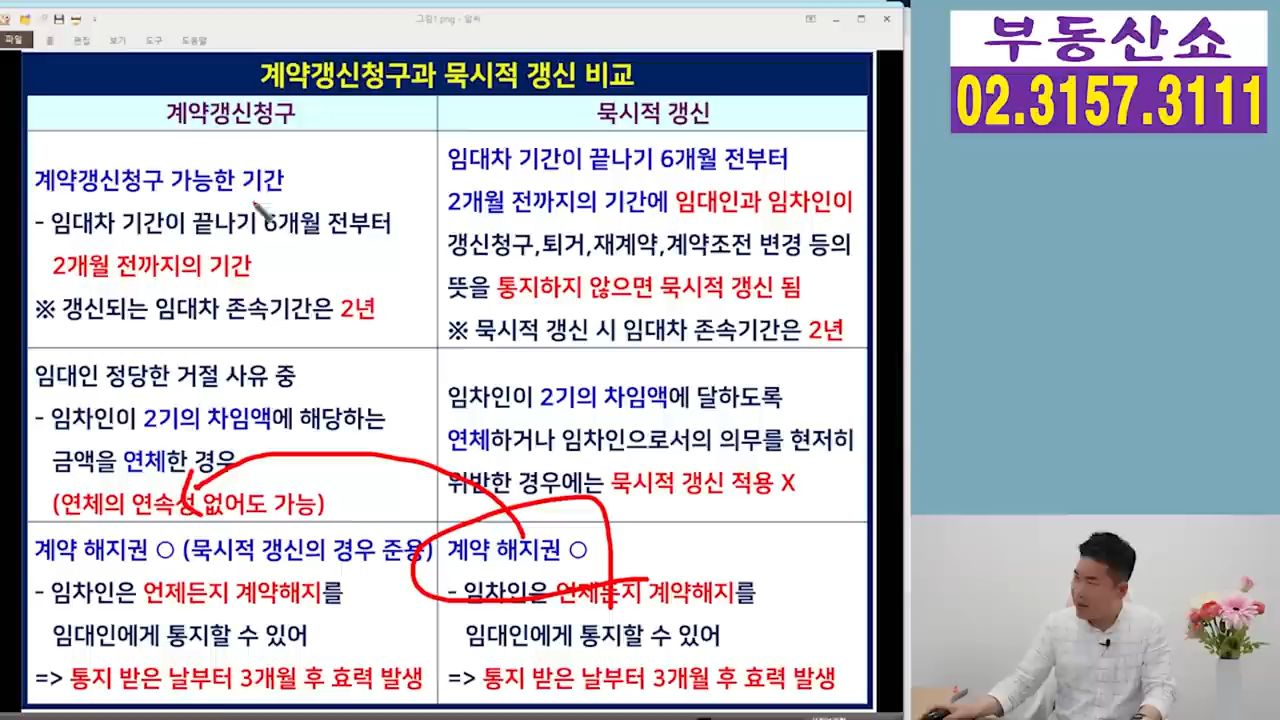 그림1.png - 알씨
파일
홈
편집
보기
도구
도움말
부동산쇼
02.3157.3111
계약갱신청구과 묵시적 갱신 비교
계약갱신청구
묵시적 갱신
계약갱신청구 가능한 기간
- 임대차 기간이 끝나기 6개월 전부터
2개월 전까지의 기간
※ 갱신되는 임대차 존속기간은 2년
임대차 기간이 끝나기 6개월 전부터
2개월 전까지의 기간에 임대인과 임차인이
갱신청구,퇴거,재계약,계약조전 변경 등의
뜻을 통지하지 않으면 묵시적 갱신 됨
※ 묵시적 갱신 시 임대차 존속기간은 2년
임대인 정당한 거절 사유 중
- 임차인이 2기의 차임액에 해당하는
금액을 연체한 경우
(연체의 연속성 없어도 가능)
임차인이 2기의 차임액에 달하도록
연체하거나 임차인으로서의 의무를 현저히
위반한 경우에는 묵시적 갱신 적용 X
계약 해지권 ○ (묵시적 갱신의 경우 준용)
- 임차인은 언제든지 계약해지를
임대인에게 통지할 수 있어
=> 통지 받은 날부터 3개월 후 효력 발생
계약 해지권 ○
- 임차인은 언제든지 계약해지를
임대인에게 통지할 수 있어
=> 통지 받은 날부터 3개월 후 효력 발생